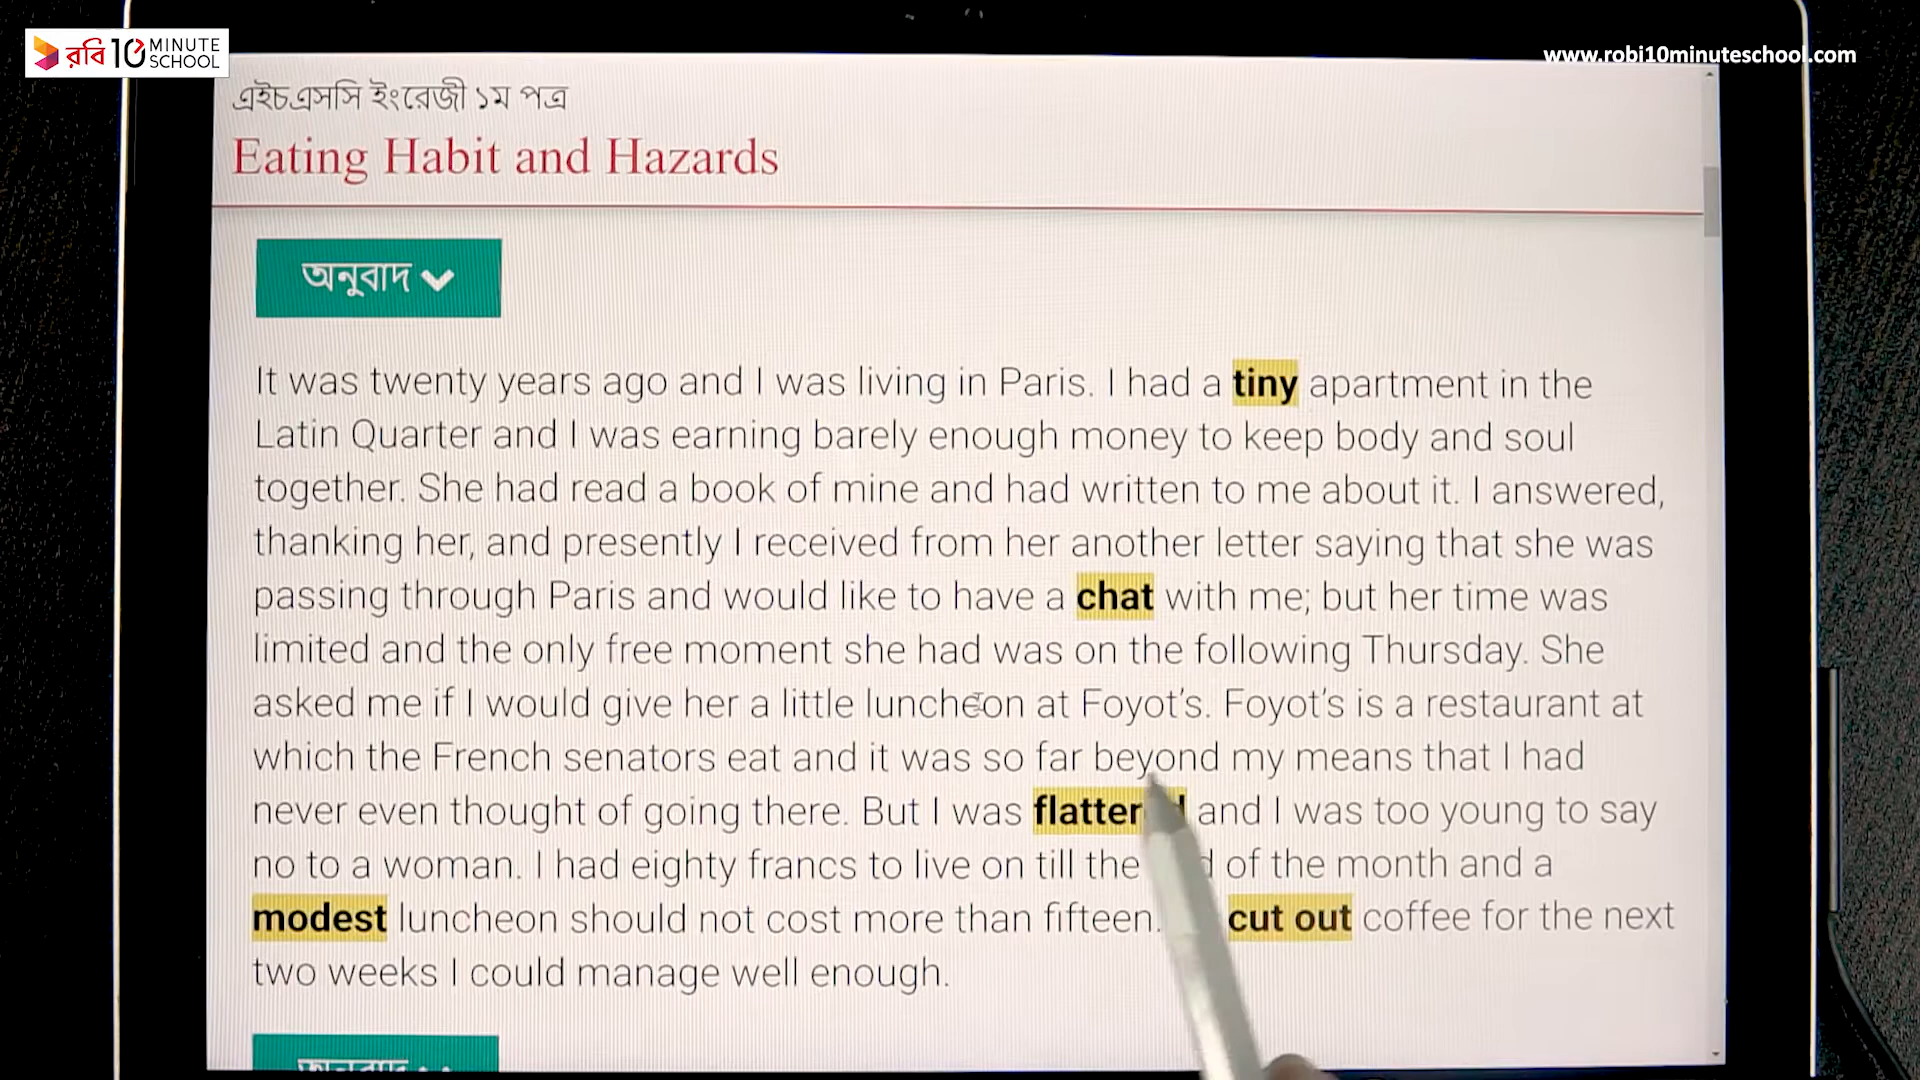 রবি 10 MINUTE SCHOOL
www.robi10minuteschool.com
এইচএসসি ইংরেজী ১ম পত্র
Eating Habit and Hazards
অনুবাদ
It was twenty years ago and I was living in Paris. I had a tiny apartment in the
Latin Quarter and I was earning barely enough money to keep body and soul
together. She had read a book of mine and had written to me about it. I answered,
thanking her, and presently I received from her another letter saying that she was
passing through Paris and would like to have a chat with me; but her time was
limited and the only free moment she had was on the following Thursday. She
asked me if I would give her a little luncheon at Foyot's. Foyot's is a restaurant at
which the French senators eat and it was so far beyond my means that I had
never even thought of going there. But I was flattered and I was too young to say
no to a woman. I had eighty francs to live on till the of the month and a
modest luncheon should not cost more than fifteen. cut out coffee for the next
two weeks I could manage well enough.